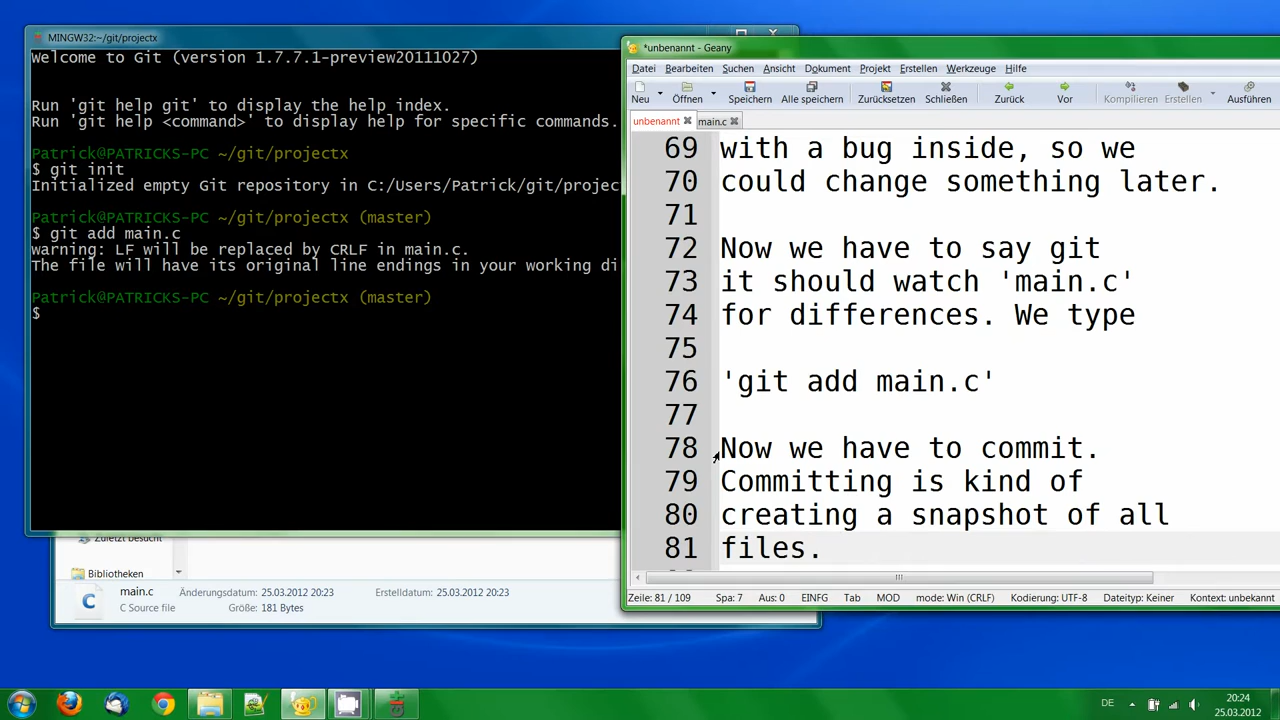 MINGW32:~/git/projectx
Welcome to Git (version 1.7.7.1-preview20111027)
Run 'git help git' to display the help index.
Run 'git help <command>' to display help for specific commands.
Patrick@PATRICKS-PC ~/git/projectx
$ git init
Initialized empty Git repository in C:/Users/Patrick/git/projec
Patrick@PATRICKS-PC ~/git/projectx (master)
$ git add main.c
warning: LF will be replaced by CRLF in main.c.
The file will have its original line endings in your working di
Patrick@PATRICKS-PC ~/git/projectx (master)
$
*unbenannt - Geany
Datei Bearbeiten Suchen Ansicht Dokument Projekt Erstellen Werkzeuge Hilfe
Neu Öffnen Speichern Alle speichern Zurücksetzen Schließen Zurück Vor Kompilieren Erstellen Ausführen
unbenannt main.c
69 with a bug inside, so we
70 could change something later.
71
72 Now we have to say git
73 it should watch 'main.c'
74 for differences. We type
75
76 'git add main.c'
77
78 Now we have to commit.
79 Committing is kind of
80 creating a snapshot of all
81 files.
Zeile: 81 / 109 Spa: 7 Aus: 0 EINFG Tab MOD mode: Win (CRLF) Kodierung: UTF-8 Dateityp: Keiner Kontext: unbekannt
Zuletzt besucht
Bibliotheken
main.c Änderungsdatum: 25.03.2012 20:23 Erstelldatum: 25.03.2012 20:23
C Source file Größe: 181 Bytes
DE
20:24
25.03.2012